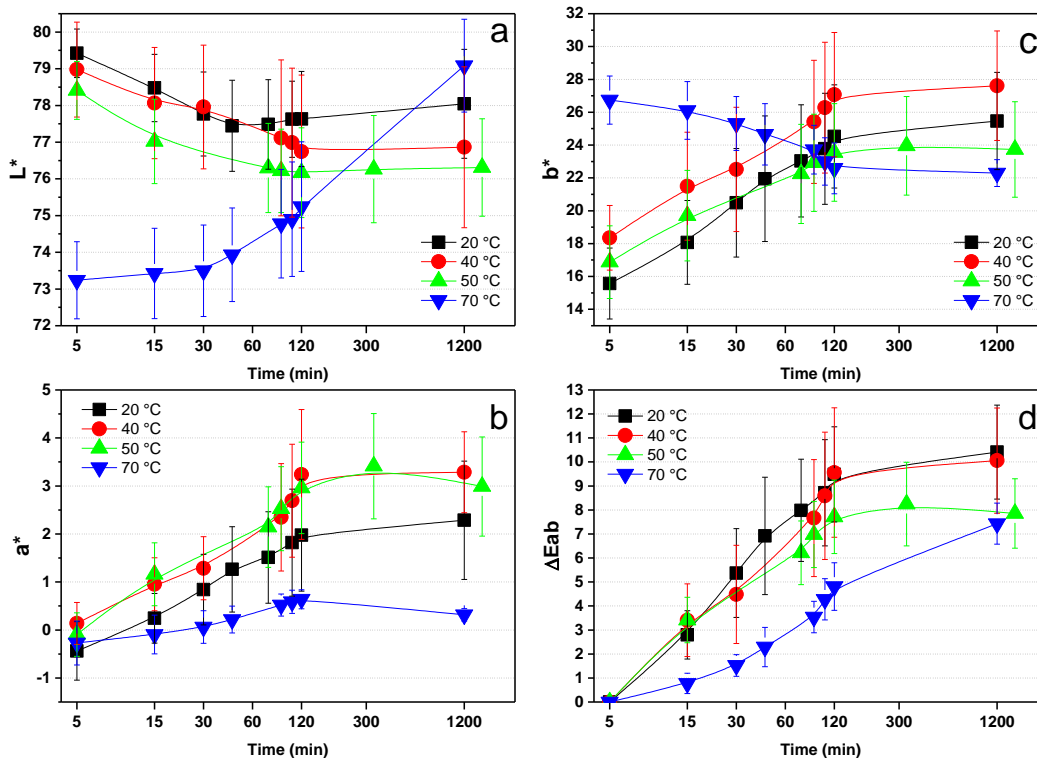 a
L*
80
79
78
77
76
75
74
73
72
20 °C
40 °C
50 °C
70 °C
5 15 30 60 120 300 1200
Time (min)
c
b*
32
30
28
26
24
22
20
18
16
14
20 °C
40 °C
50 °C
70 °C
5 15 30 60 120 300 1200
Time (min)
b
a*
5
4
3
2
1
0
-1
20 °C
40 °C
50 °C
70 °C
5 15 30 60 120 300 1200
Time (min)
d
ΔEab
13
12
11
10
9
8
7
6
5
4
3
2
1
0
20 °C
40 °C
50 °C
70 °C
5 15 30 60 120 300 1200
Time (min)